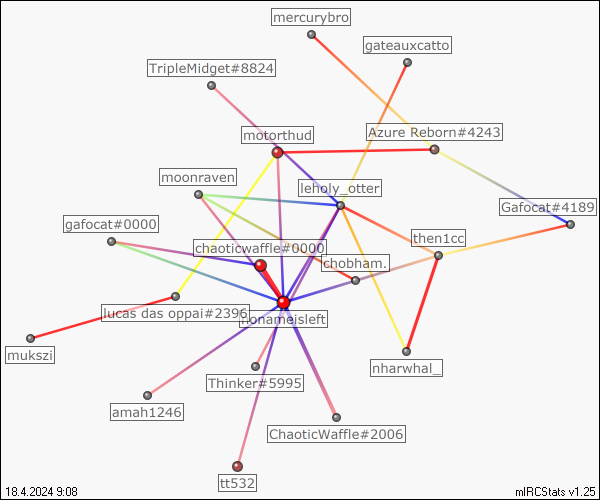 mercurybro
gateauxcatto
TripleMidget#8824
motorthud
Azure Reborn#4243
moonraven
leholy_otter
Gafocat#4189
gafocat#0000
then1cc
chaoticwaffle#0000
chobham.
lucas das oppai#2396
nonameisleft
mukszi
nharwhal_
Thinker#5995
amah1246
ChaoticWaffle#2006
tt532
18.4.2024 9:08
mIRCStats v1.25